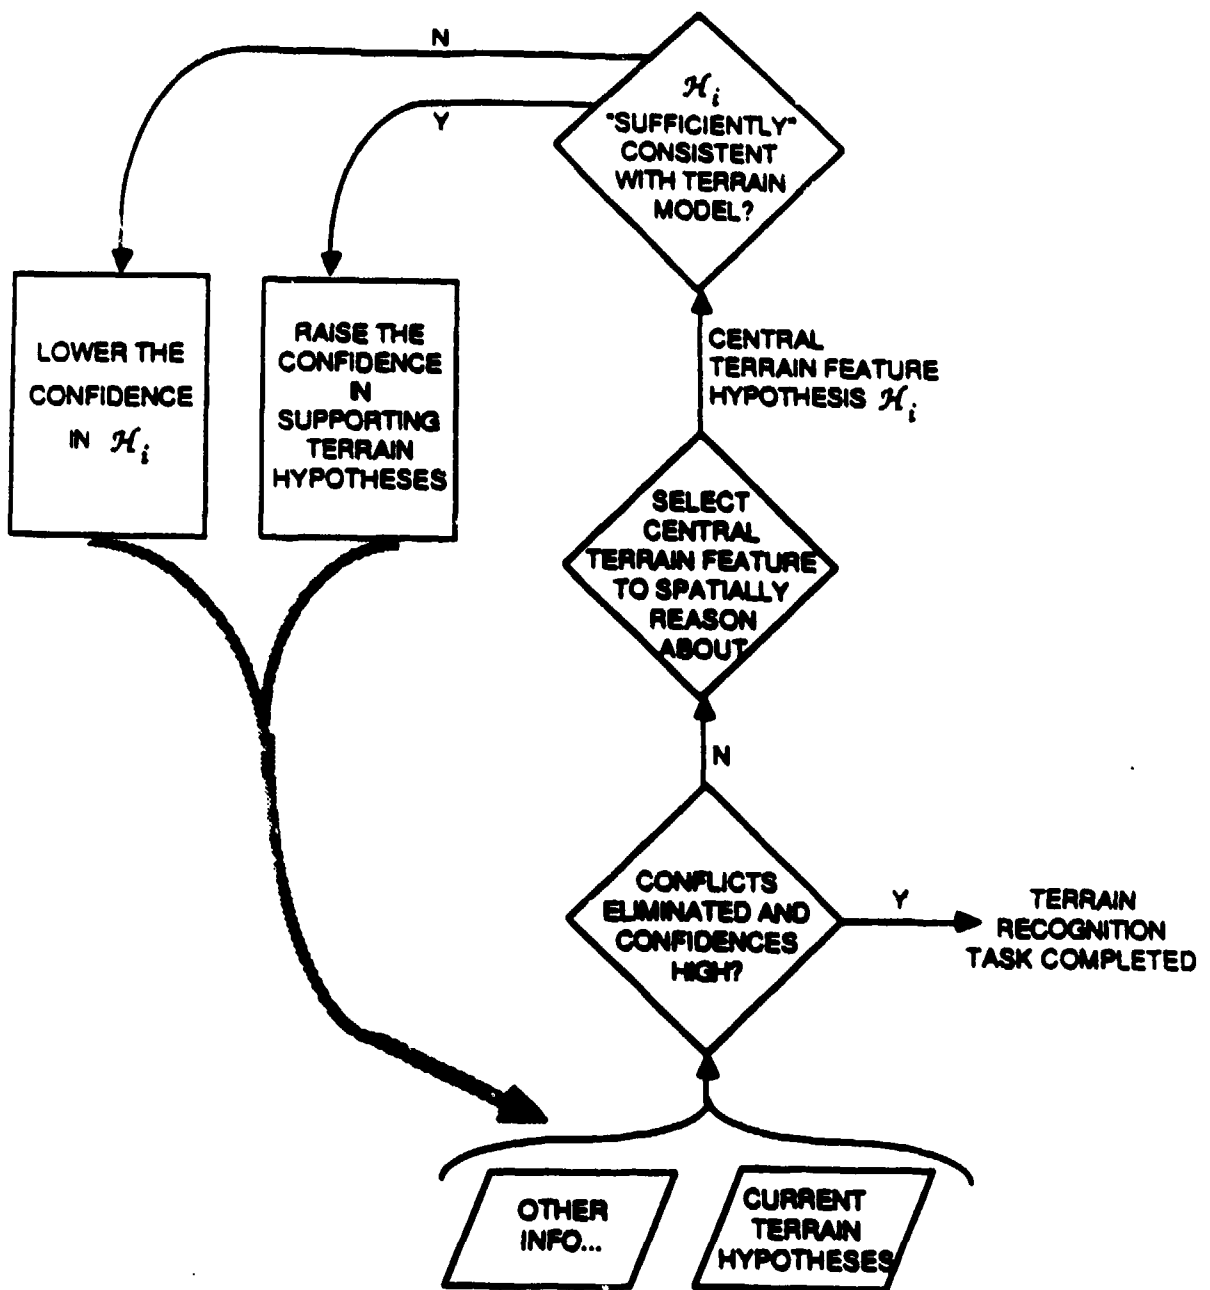 N
Y
ℋi
"SUFFICIENTLY"
CONSISTENT
WITH TERRAIN
MODEL?
LOWER THE
CONFIDENCE
IN ℋi
RAISE THE
CONFIDENCE
IN
SUPPORTING
TERRAIN
HYPOTHESES
CENTRAL
TERRAIN FEATURE
HYPOTHESIS ℋi
SELECT
CENTRAL
TERRAIN FEATURE
TO SPATIALLY
REASON
ABOUT
N
CONFLICTS
ELIMINATED AND
CONFIDENCES
HIGH?
Y
TERRAIN
RECOGNITION
TASK COMPLETED
OTHER
INFO...
CURRENT
TERRAIN
HYPOTHESES